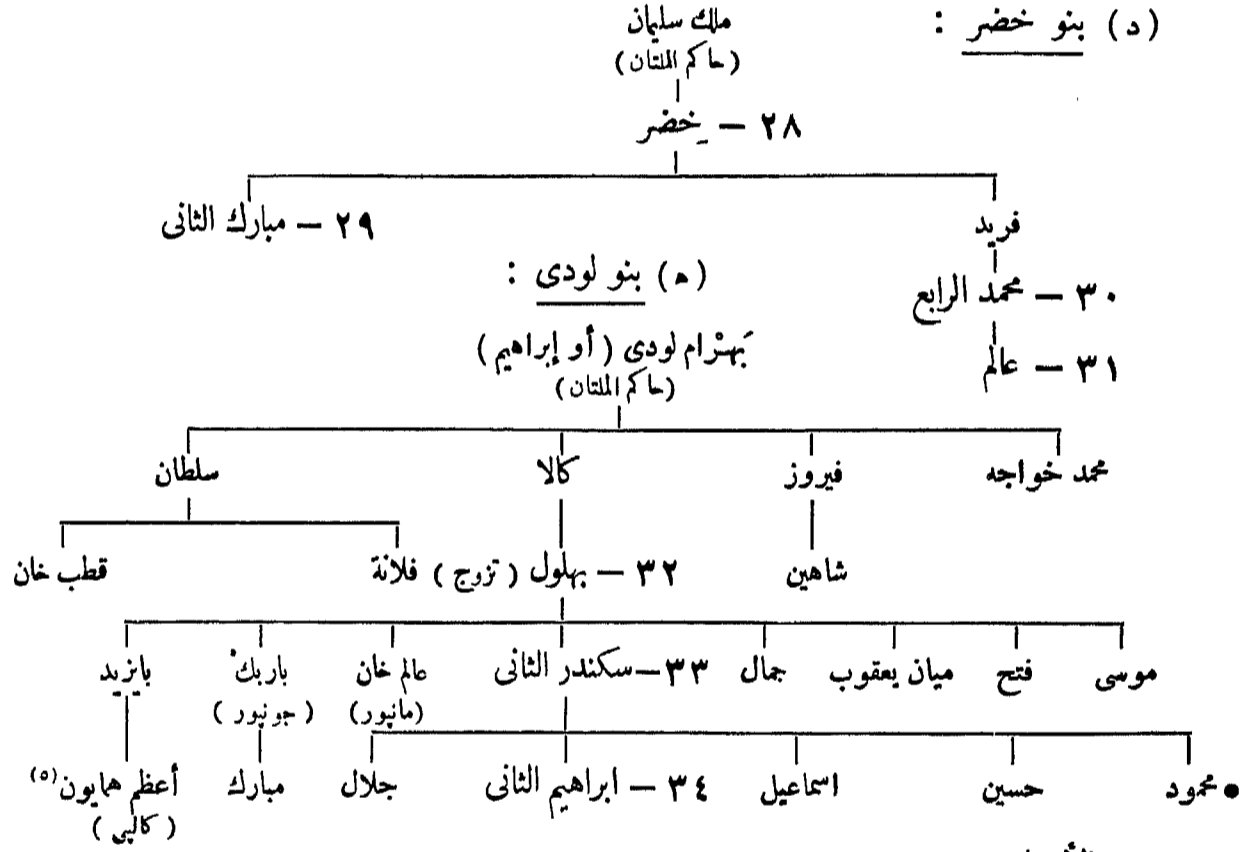 (د) بنو خضر :
ملك سليمان
(حاكم الملتان)
٢٨ — خِضر
فريد
٢٩ — مبارك الثانى
٣٠ — محمد الرابع
٣١ — عالم
(ه) بنو لودى :
بَهْرام لودى (أو إبراهيم)
(حاكم الملتان)
محمد خواجه فيروز كالا سلطان
شاهين ٣٢ — بهلول (تزوج) فلانة قطب خان
موسى فتح ميان يعقوب جمال ٣٣—سكندر الثانى عالم خان باربكْ بايزيد
(مانپور) (جونپور)
• محمود حسين اسماعيل ٣٤ — ابراهيم الثانى جلال مبارك أعظم همايون(٥)
(كالپى)